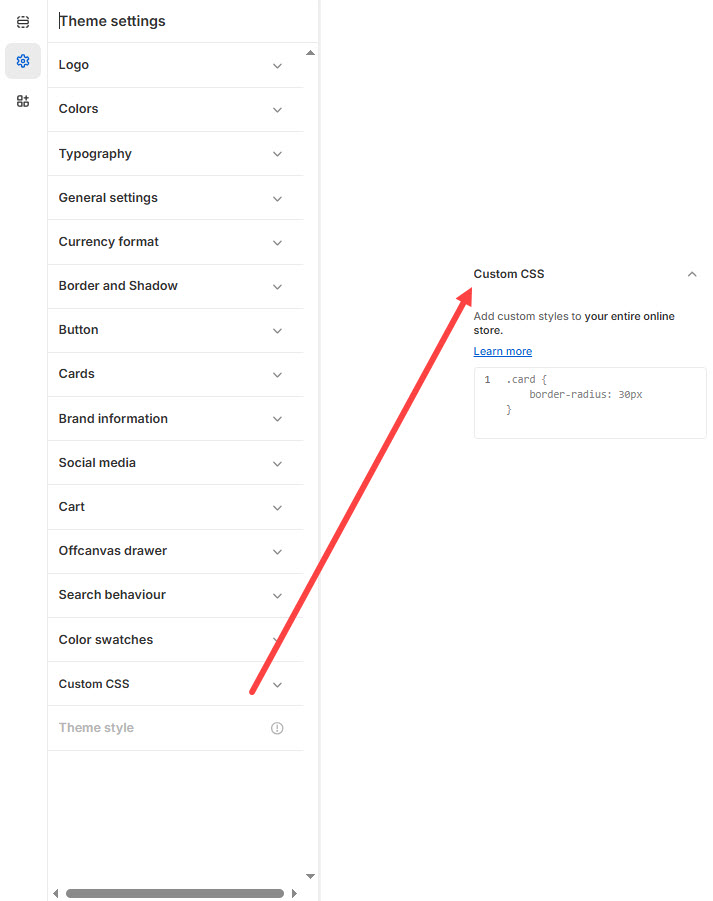 Theme settings
Logo
Colors
Typography
General settings
Currency format
Border and Shadow
Button
Cards
Brand information
Social media
Cart
Offcanvas drawer
Search behaviour
Color swatches
Custom CSS
Theme style
Custom CSS
Add custom styles to your entire online
store.
Learn more
1 .card {
border-radius: 30px
}